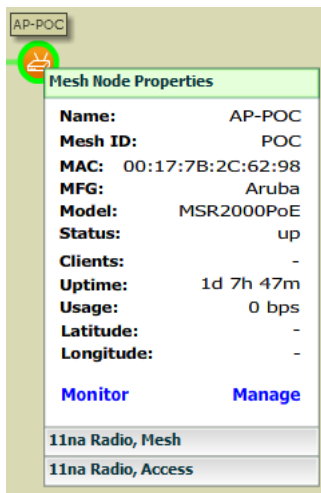 AP-POC
Mesh Node Properties
Name: AP-POC
Mesh ID: POC
MAC: 00:17:7B:2C:62:98
MFG: Aruba
Model: MSR2000PoE
Status: up
Clients: -
Uptime: 1d 7h 47m
Usage: 0 bps
Latitude: -
Longitude: -
Monitor Manage
11na Radio, Mesh
11na Radio, Access